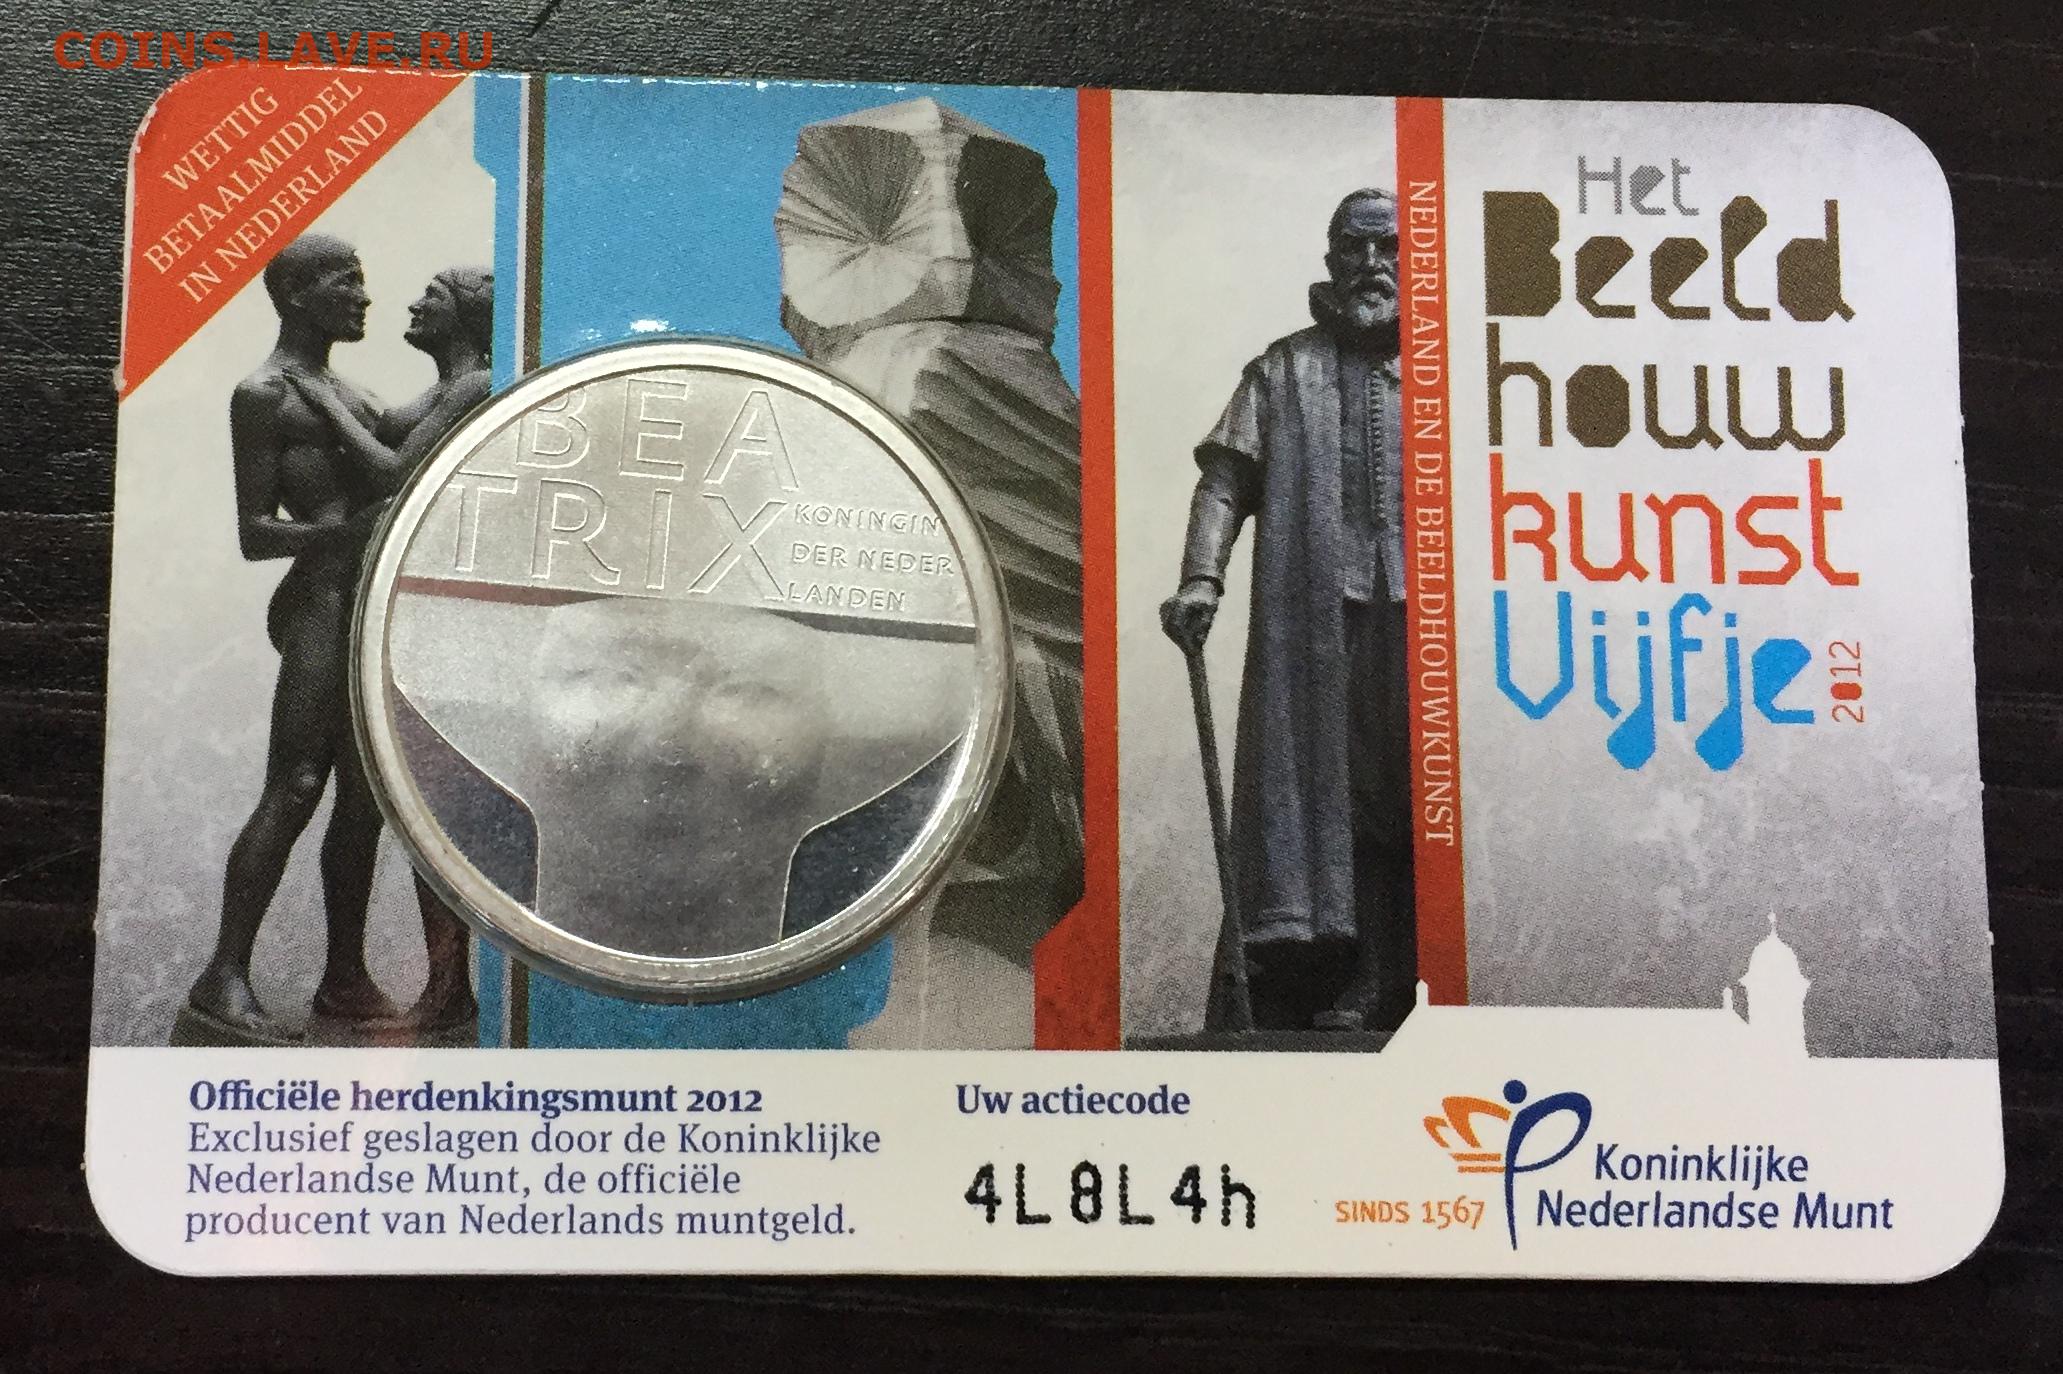 COINS.LAVE.RU
WETTIG
BETAALMIDDEL
IN NEDERLAND
BEA
TRIX
KONINGIN
DER NEDER
LANDEN
NEDERLAND EN DE BEELDHOUWKUNST
Het
Beeld
houw
kunst
Vijfje
2012
Officiële herdenkingsmunt 2012
Exclusief geslagen door de Koninklijke
Nederlandse Munt, de officiële
producent van Nederlands muntgeld.
Uw actiecode
4L8L4h
SINDS 1567
Koninklijke
Nederlandse Munt